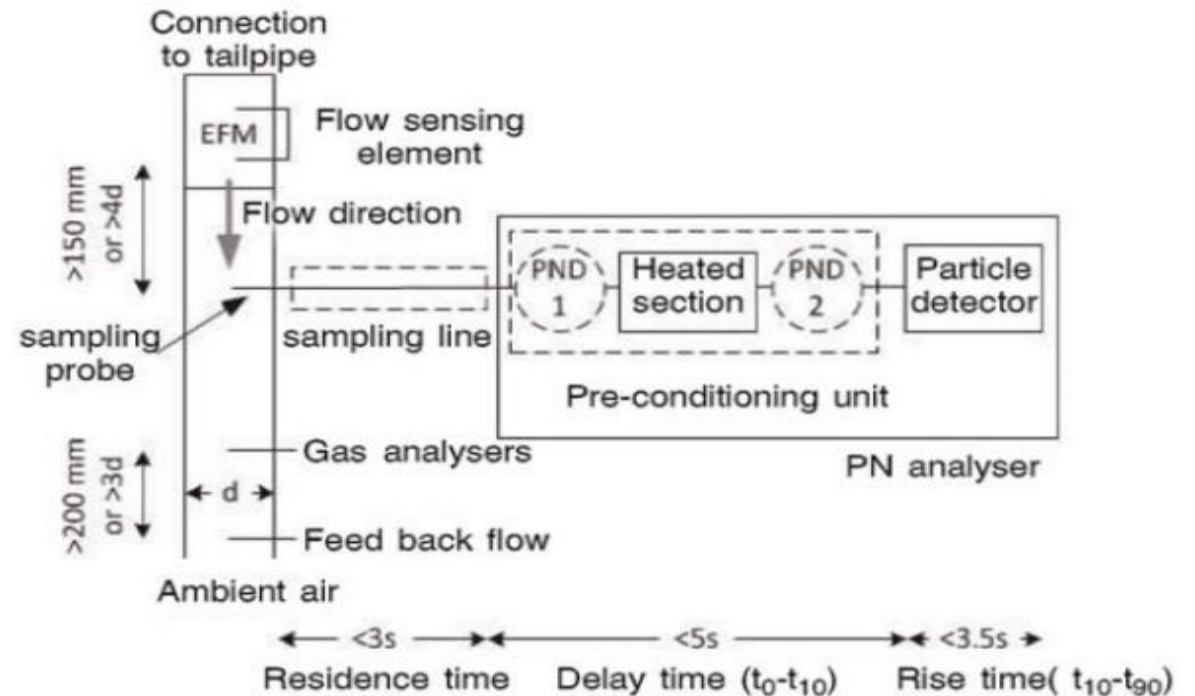 Connection
to tailpipe
EFM
Flow sensing
element
>150 mm
or >4d
Flow direction
sampling
probe
sampling line
PND
1
Heated
section
PND
2
Particle
detector
Pre-conditioning unit
PN analyser
Gas analysers
>200 mm
or >3d
d
Feed back flow
Ambient air
<3s
<5s
<3.5s
Residence time
Delay time (t₀-t₁₀)
Rise time( t₁₀-t₉₀)